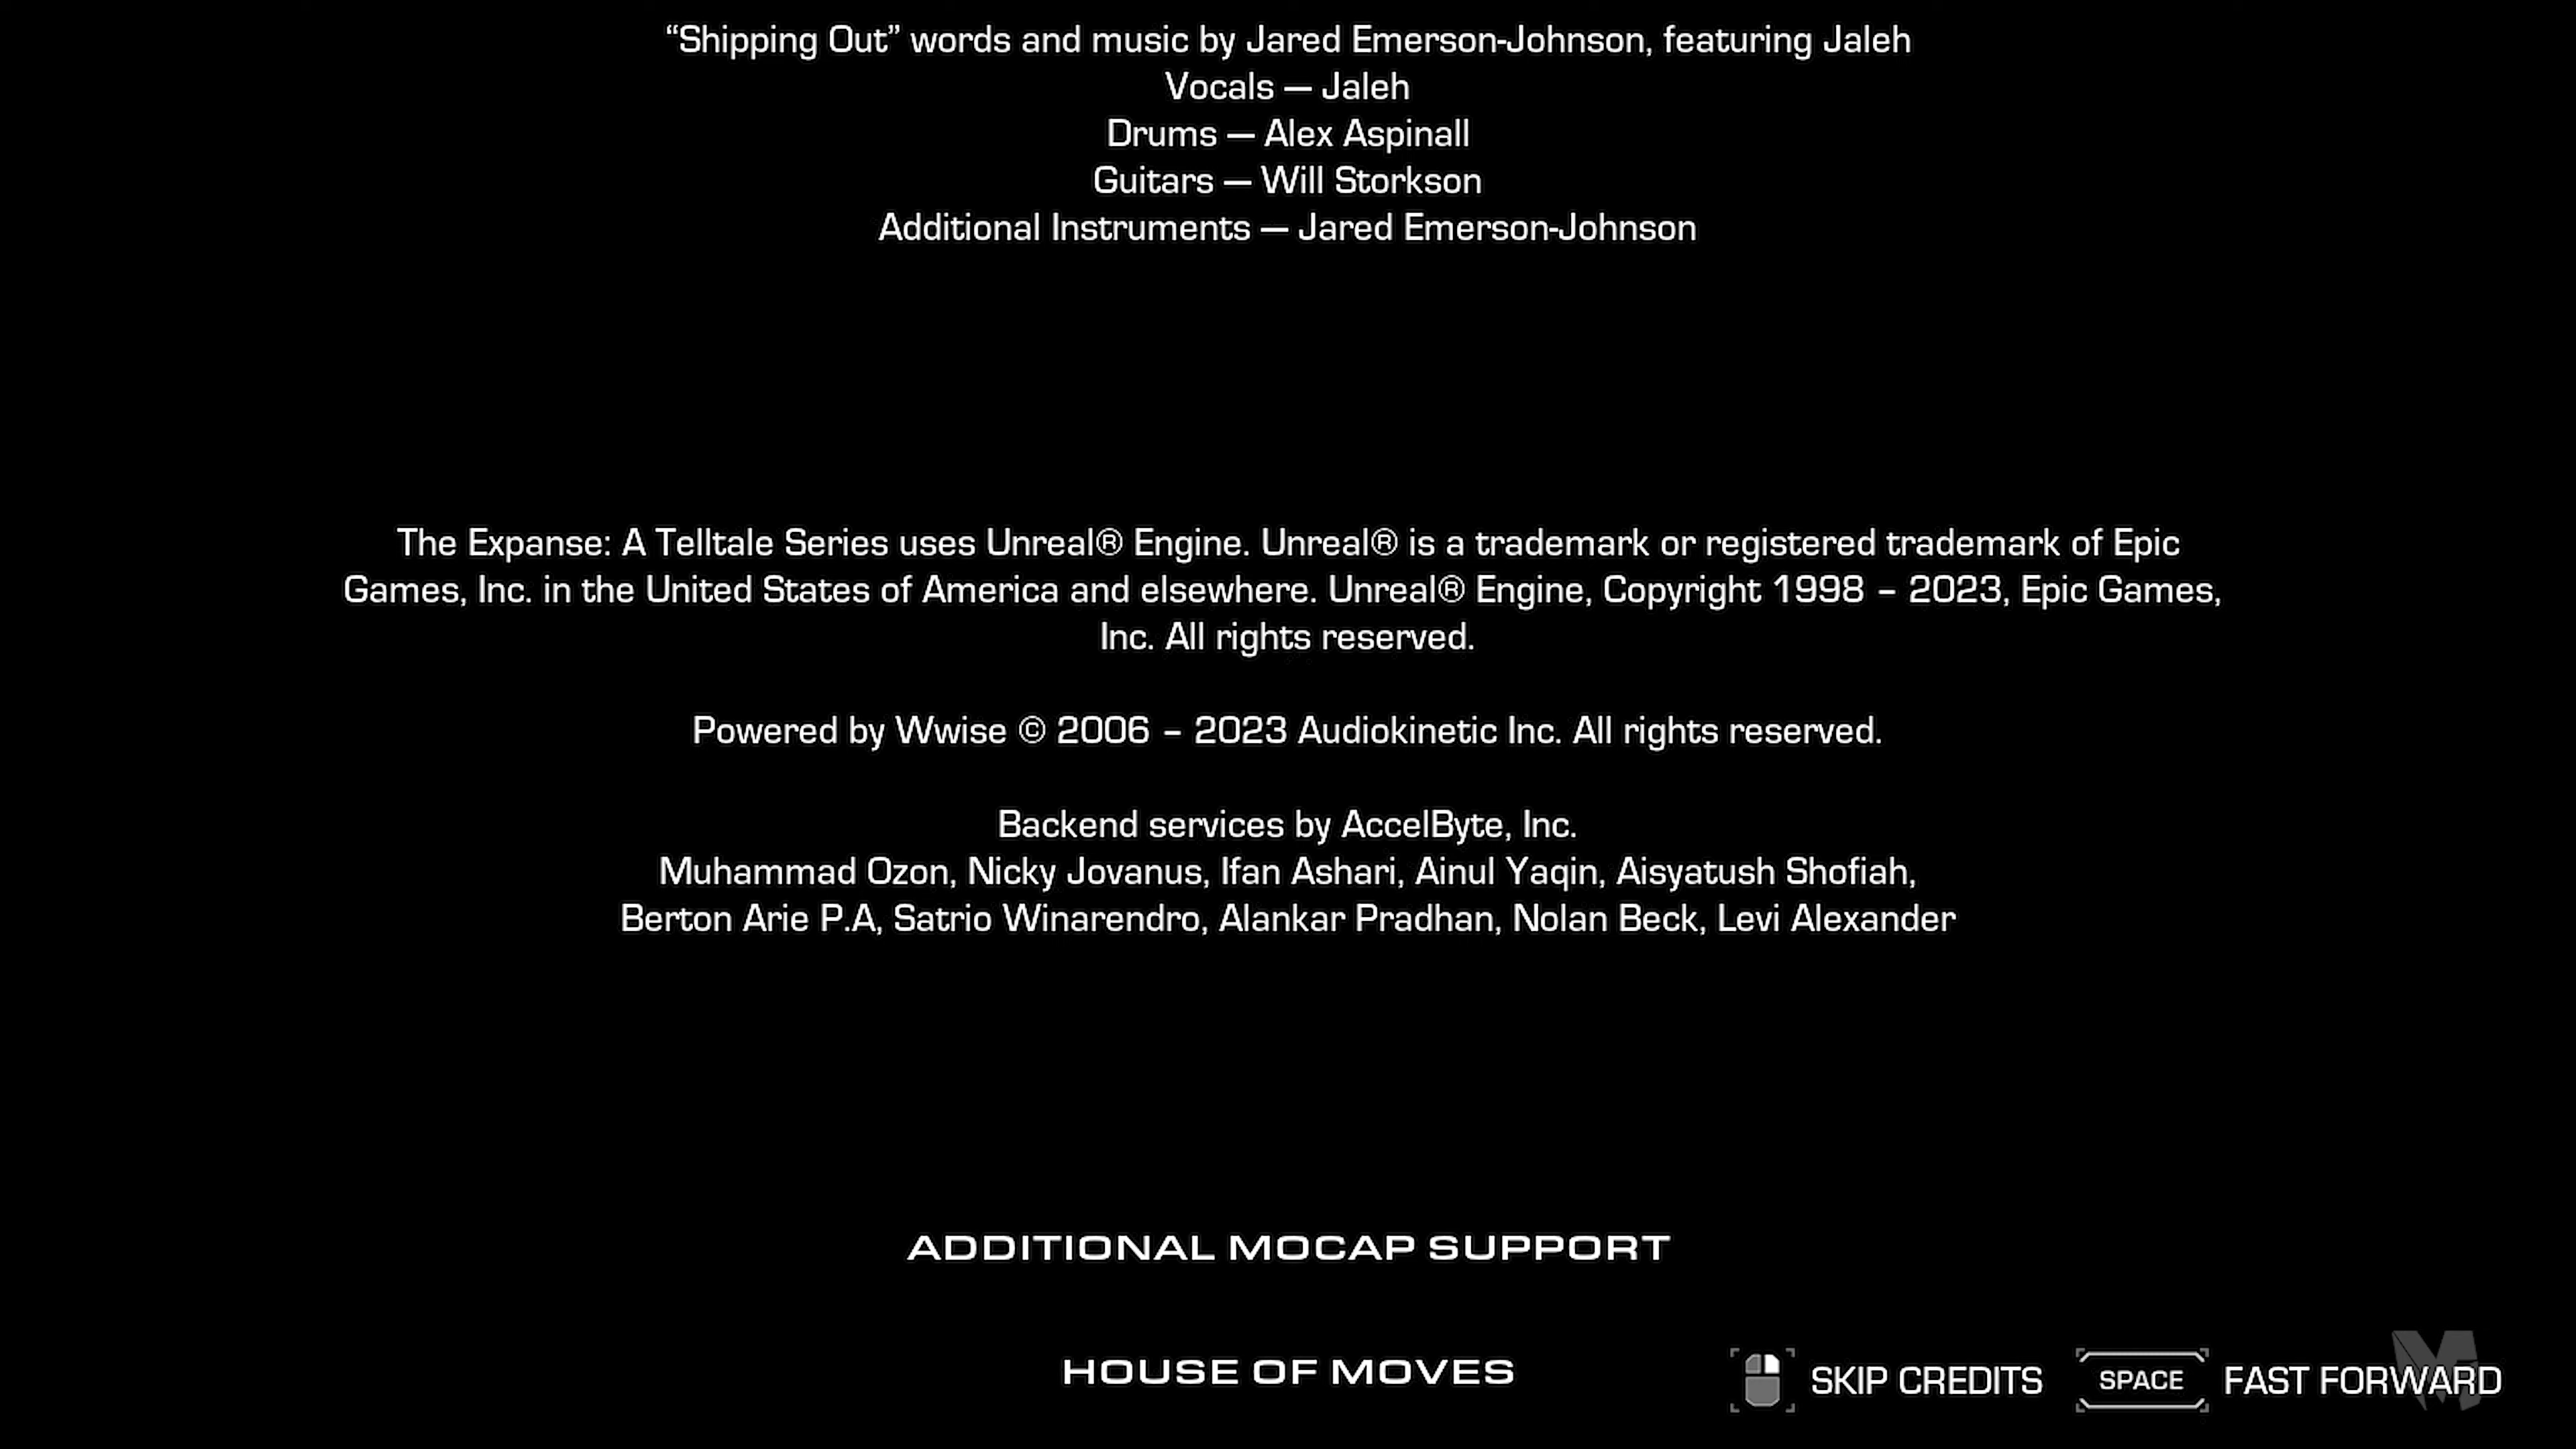 “Shipping Out” words and music by Jared Emerson-Johnson, featuring Jaleh
Vocals — Jaleh
Drums — Alex Aspinall
Guitars — Will Storkson
Additional Instruments — Jared Emerson-Johnson
The Expanse: A Telltale Series uses Unreal® Engine. Unreal® is a trademark or registered trademark of Epic
Games, Inc. in the United States of America and elsewhere. Unreal® Engine, Copyright 1998 – 2023, Epic Games,
Inc. All rights reserved.
Powered by Wwise © 2006 – 2023 Audiokinetic Inc. All rights reserved.
Backend services by AccelByte, Inc.
Muhammad Ozon, Nicky Jovanus, Ifan Ashari, Ainul Yaqin, Aisyatush Shofiah,
Berton Arie P.A, Satrio Winarendro, Alankar Pradhan, Nolan Beck, Levi Alexander
ADDITIONAL MOCAP SUPPORT
HOUSE OF MOVES
SKIP CREDITS SPACE FAST FORWARD